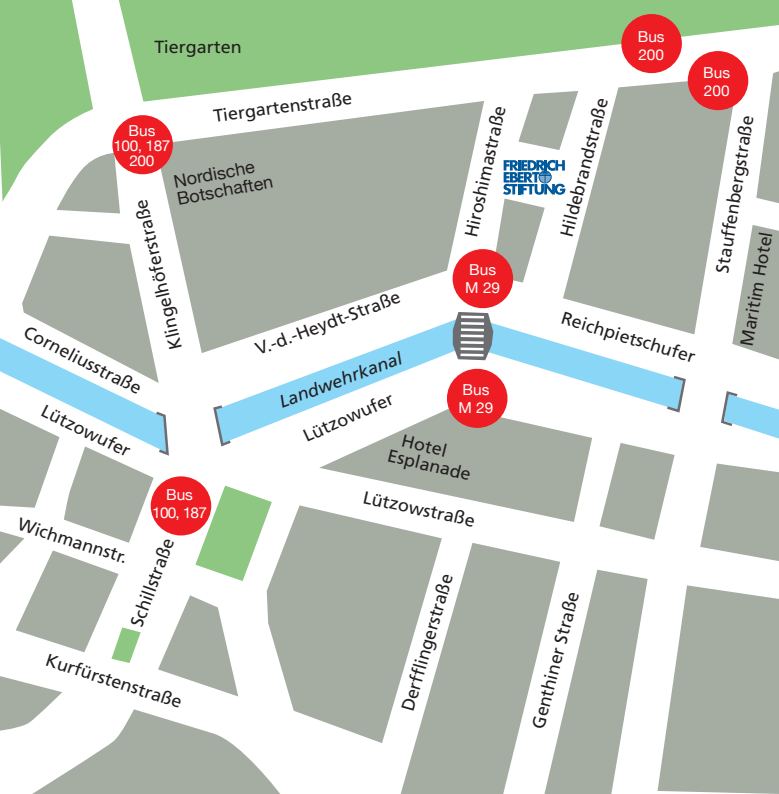 Tiergarten
Bus
200
Bus
200
Tiergartenstraße
Bus
100, 187
200
Nordische
Botschaften
Hiroshimastraße
FRIEDRICH
EBERT
STIFTUNG
Hildebrandstraße
Stauffenbergstraße
Maritim Hotel
Klingelhöferstraße
Bus
M 29
V.-d.-Heydt-Straße
Reichpietschufer
Corneliusstraße
Landwehrkanal
Lützowufer
Bus
M 29
Lützowufer
Hotel
Esplanade
Bus
100, 187
Lützowstraße
Wichmannstr.
Schillstraße
Derfflingerstraße
Genthiner Straße
Kurfürstenstraße